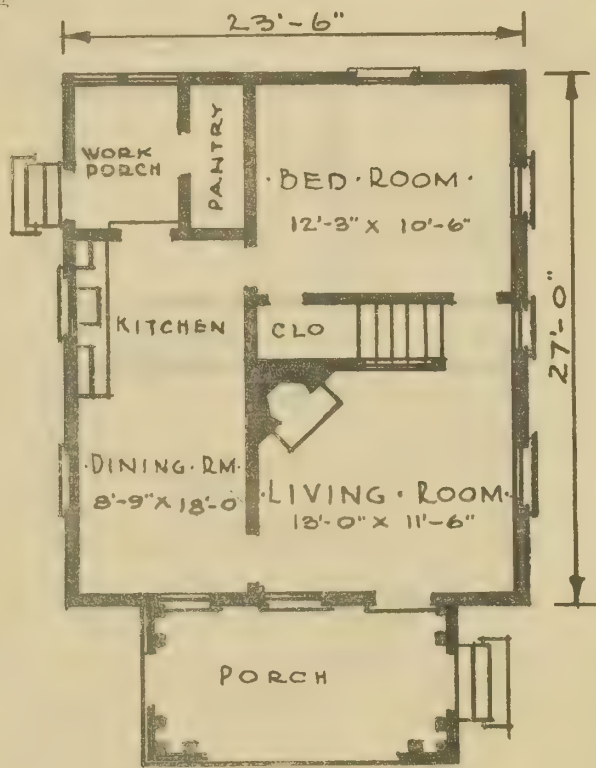 23'-6"
WORK
PORCH
PANTRY
·BED·ROOM·
12'-3" X 10'-6"
27'-0"
KITCHEN
CLO
·DINING·RM·
8'-9" X 18'-0
·LIVING·ROOM·
13'-0" X 11'-6"
PORCH